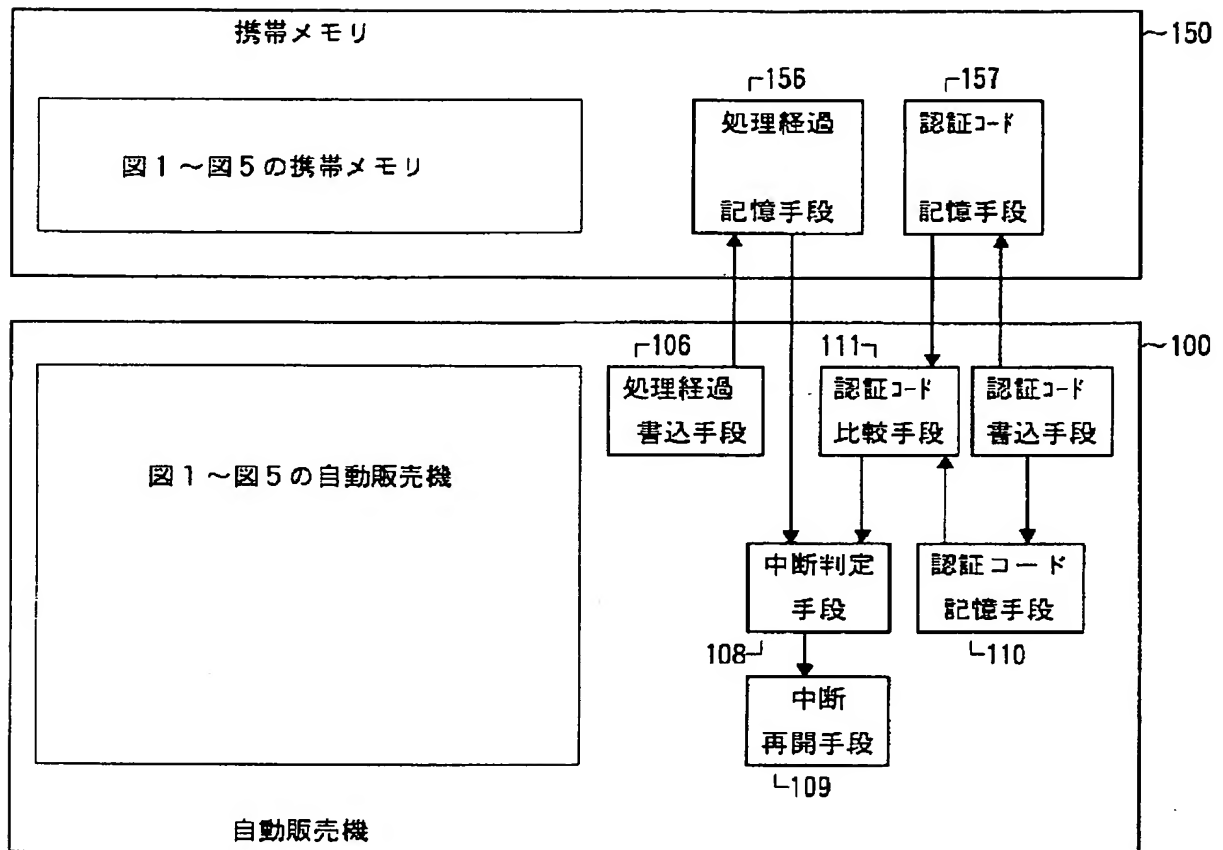 携帯メモリ
150
図1～図5の携帯メモリ
156
処理経過
記憶手段
157
認証コード
記憶手段
100
図1～図5の自動販売機
106
処理経過
書込手段
111
認証コード
比較手段
認証コード
書込手段
中断判定
手段
108
認証コード
記憶手段
110
中断
再開手段
109
自動販売機